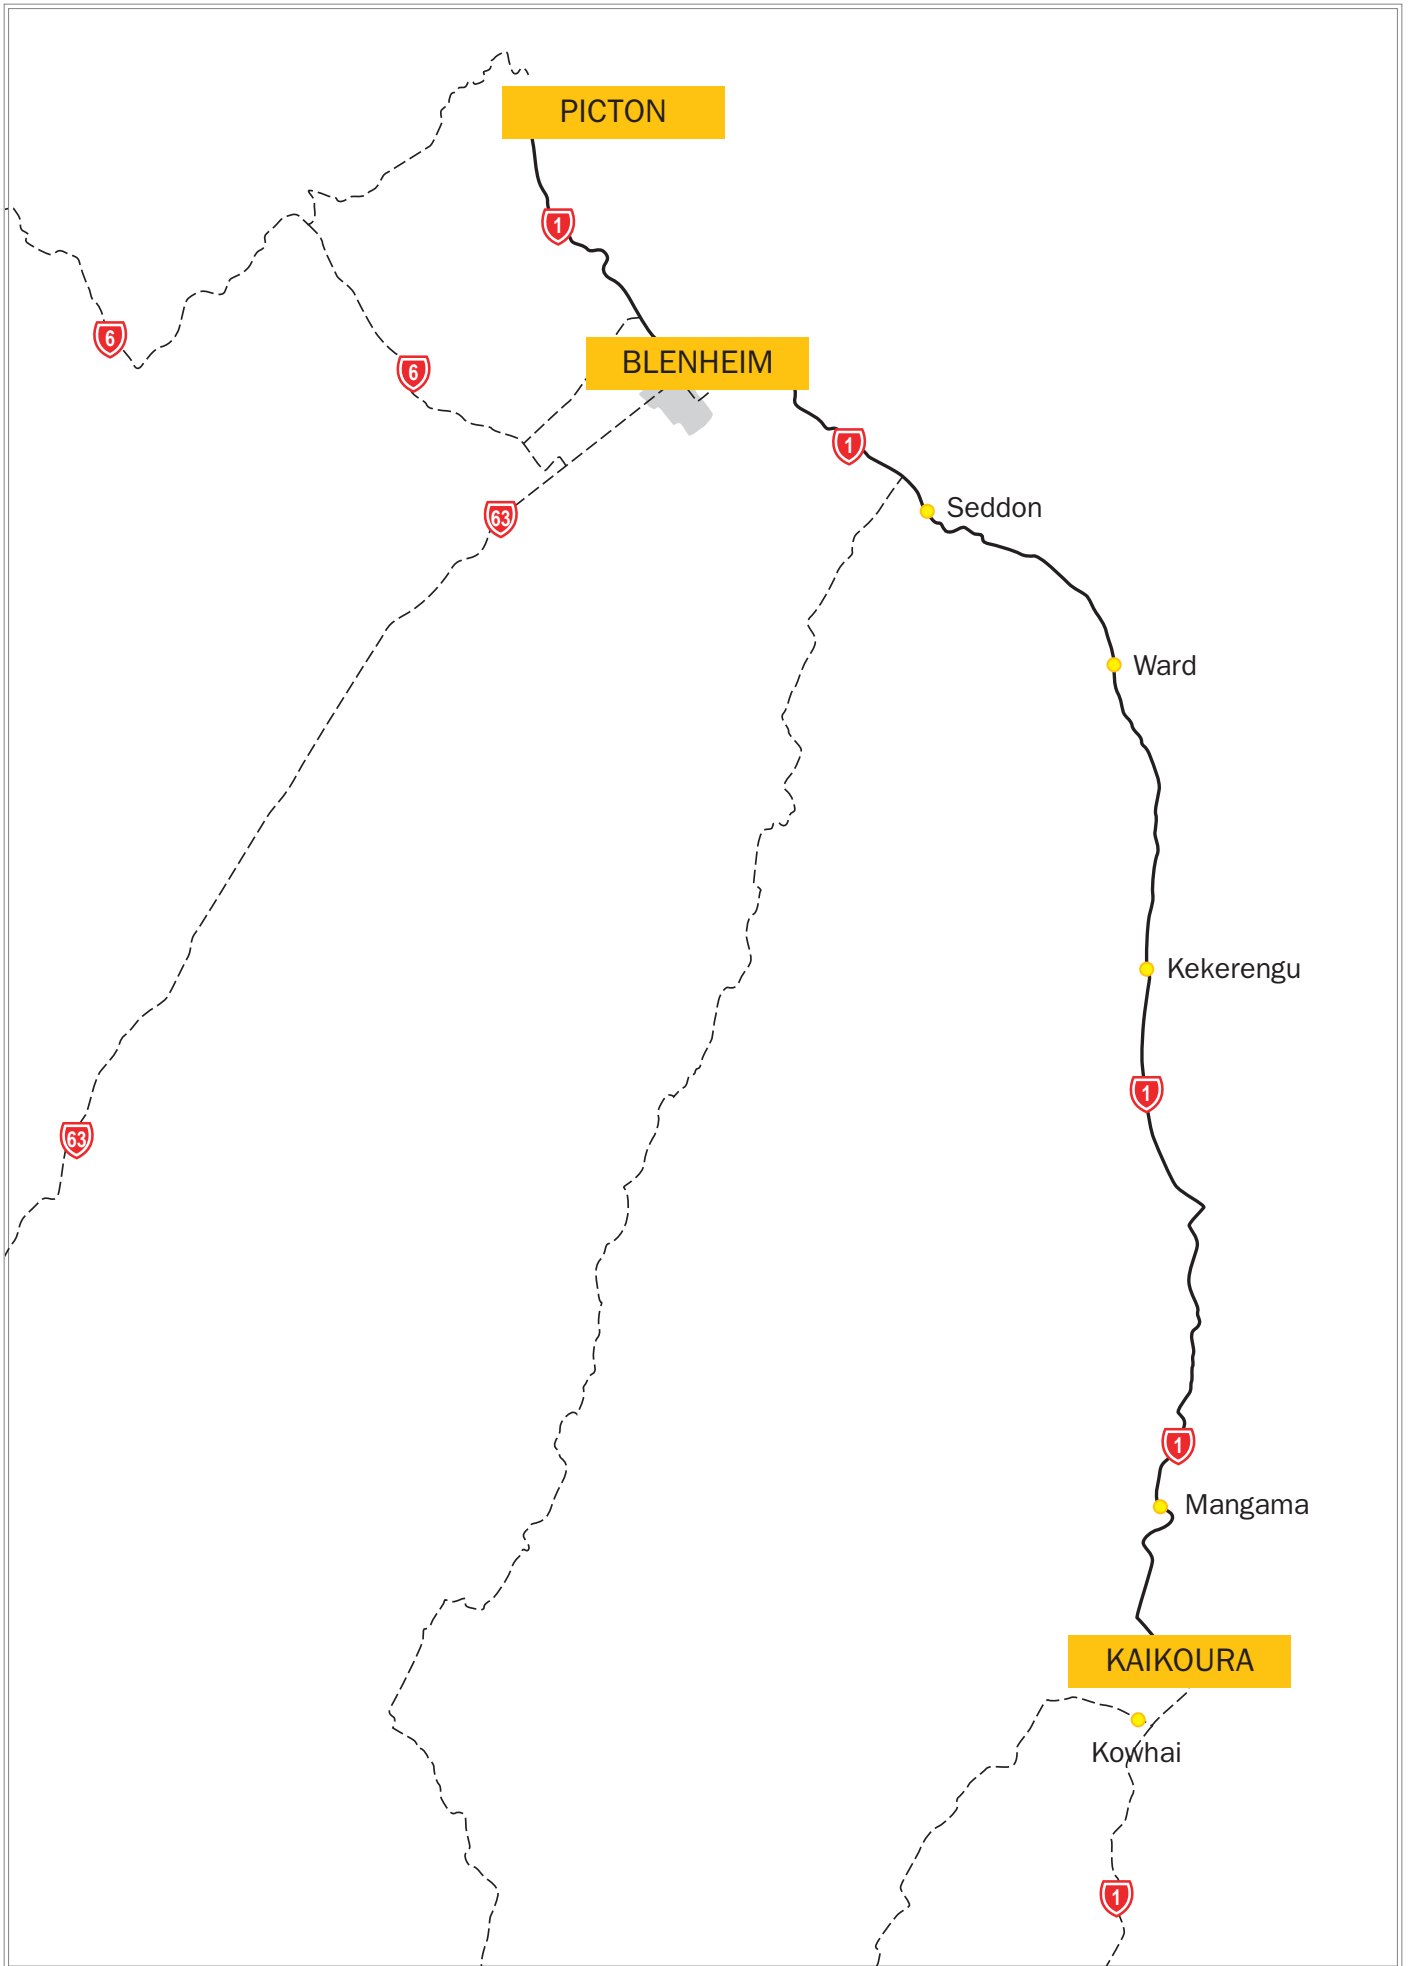 PICTON
1
6
6
BLENHEIM
1
63
Seddon
Ward
Kekerengu
1
63
1
Mangama
KAIKOURA
Kowhai
1